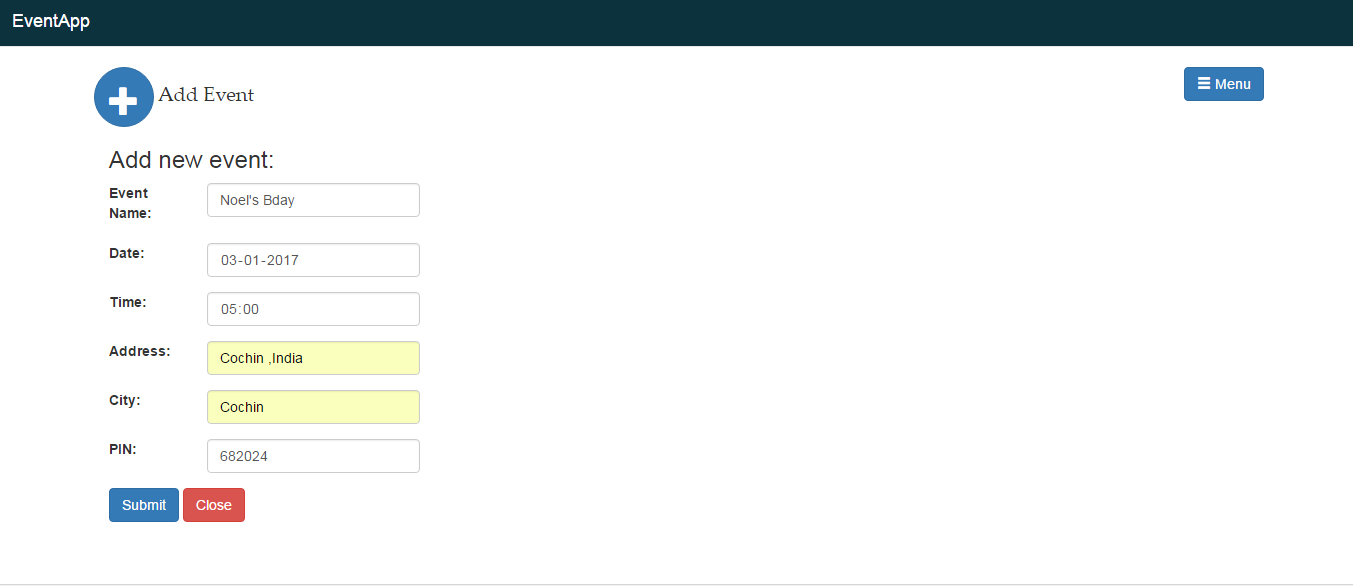 EventApp
Add Event
Menu
Add new event:
Event
Name:
Noel's Bday
Date:
03-01-2017
Time:
05:00
Address:
Cochin ,India
City:
Cochin
PIN:
682024
Submit
Close